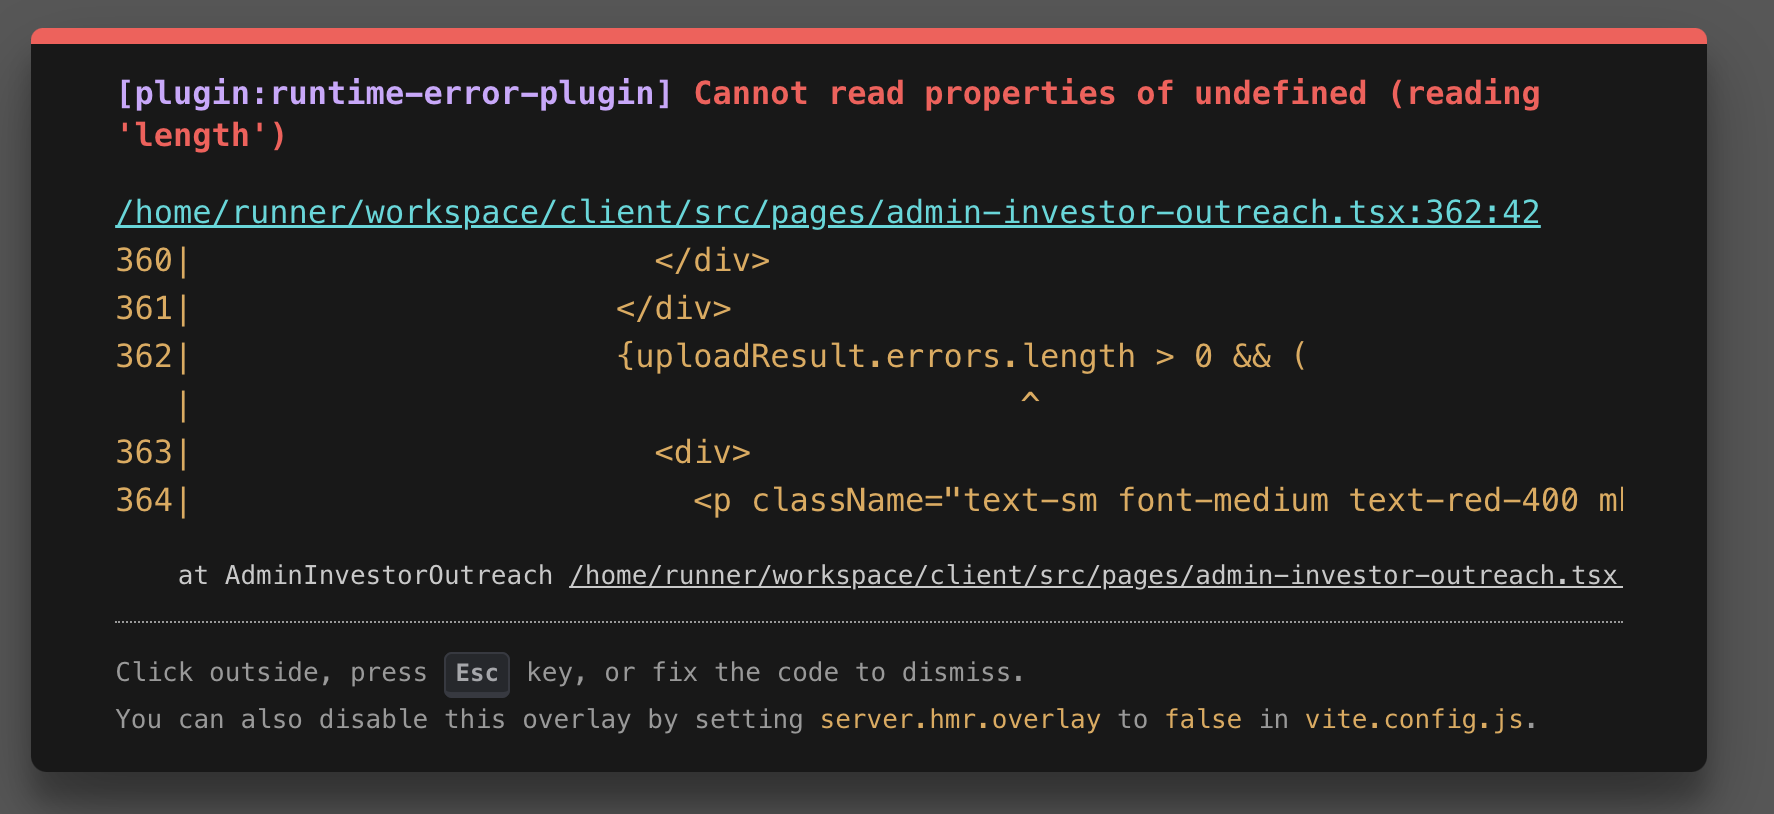 [plugin:runtime-error-plugin] Cannot read properties of undefined (reading
'length')
/home/runner/workspace/client/src/pages/admin-investor-outreach.tsx:362:42
360|                        </div>
361|                      </div>
362|                      {uploadResult.errors.length > 0 && (
   |                                           ^
363|                        <div>
364|                          <p className="text-sm font-medium text-red-400
at AdminInvestorOutreach /home/runner/workspace/client/src/pages/admin-investor-outreach.tsx
Click outside, press Esc key, or fix the code to dismiss.
You can also disable this overlay by setting server.hmr.overlay to false in vite.config.js.